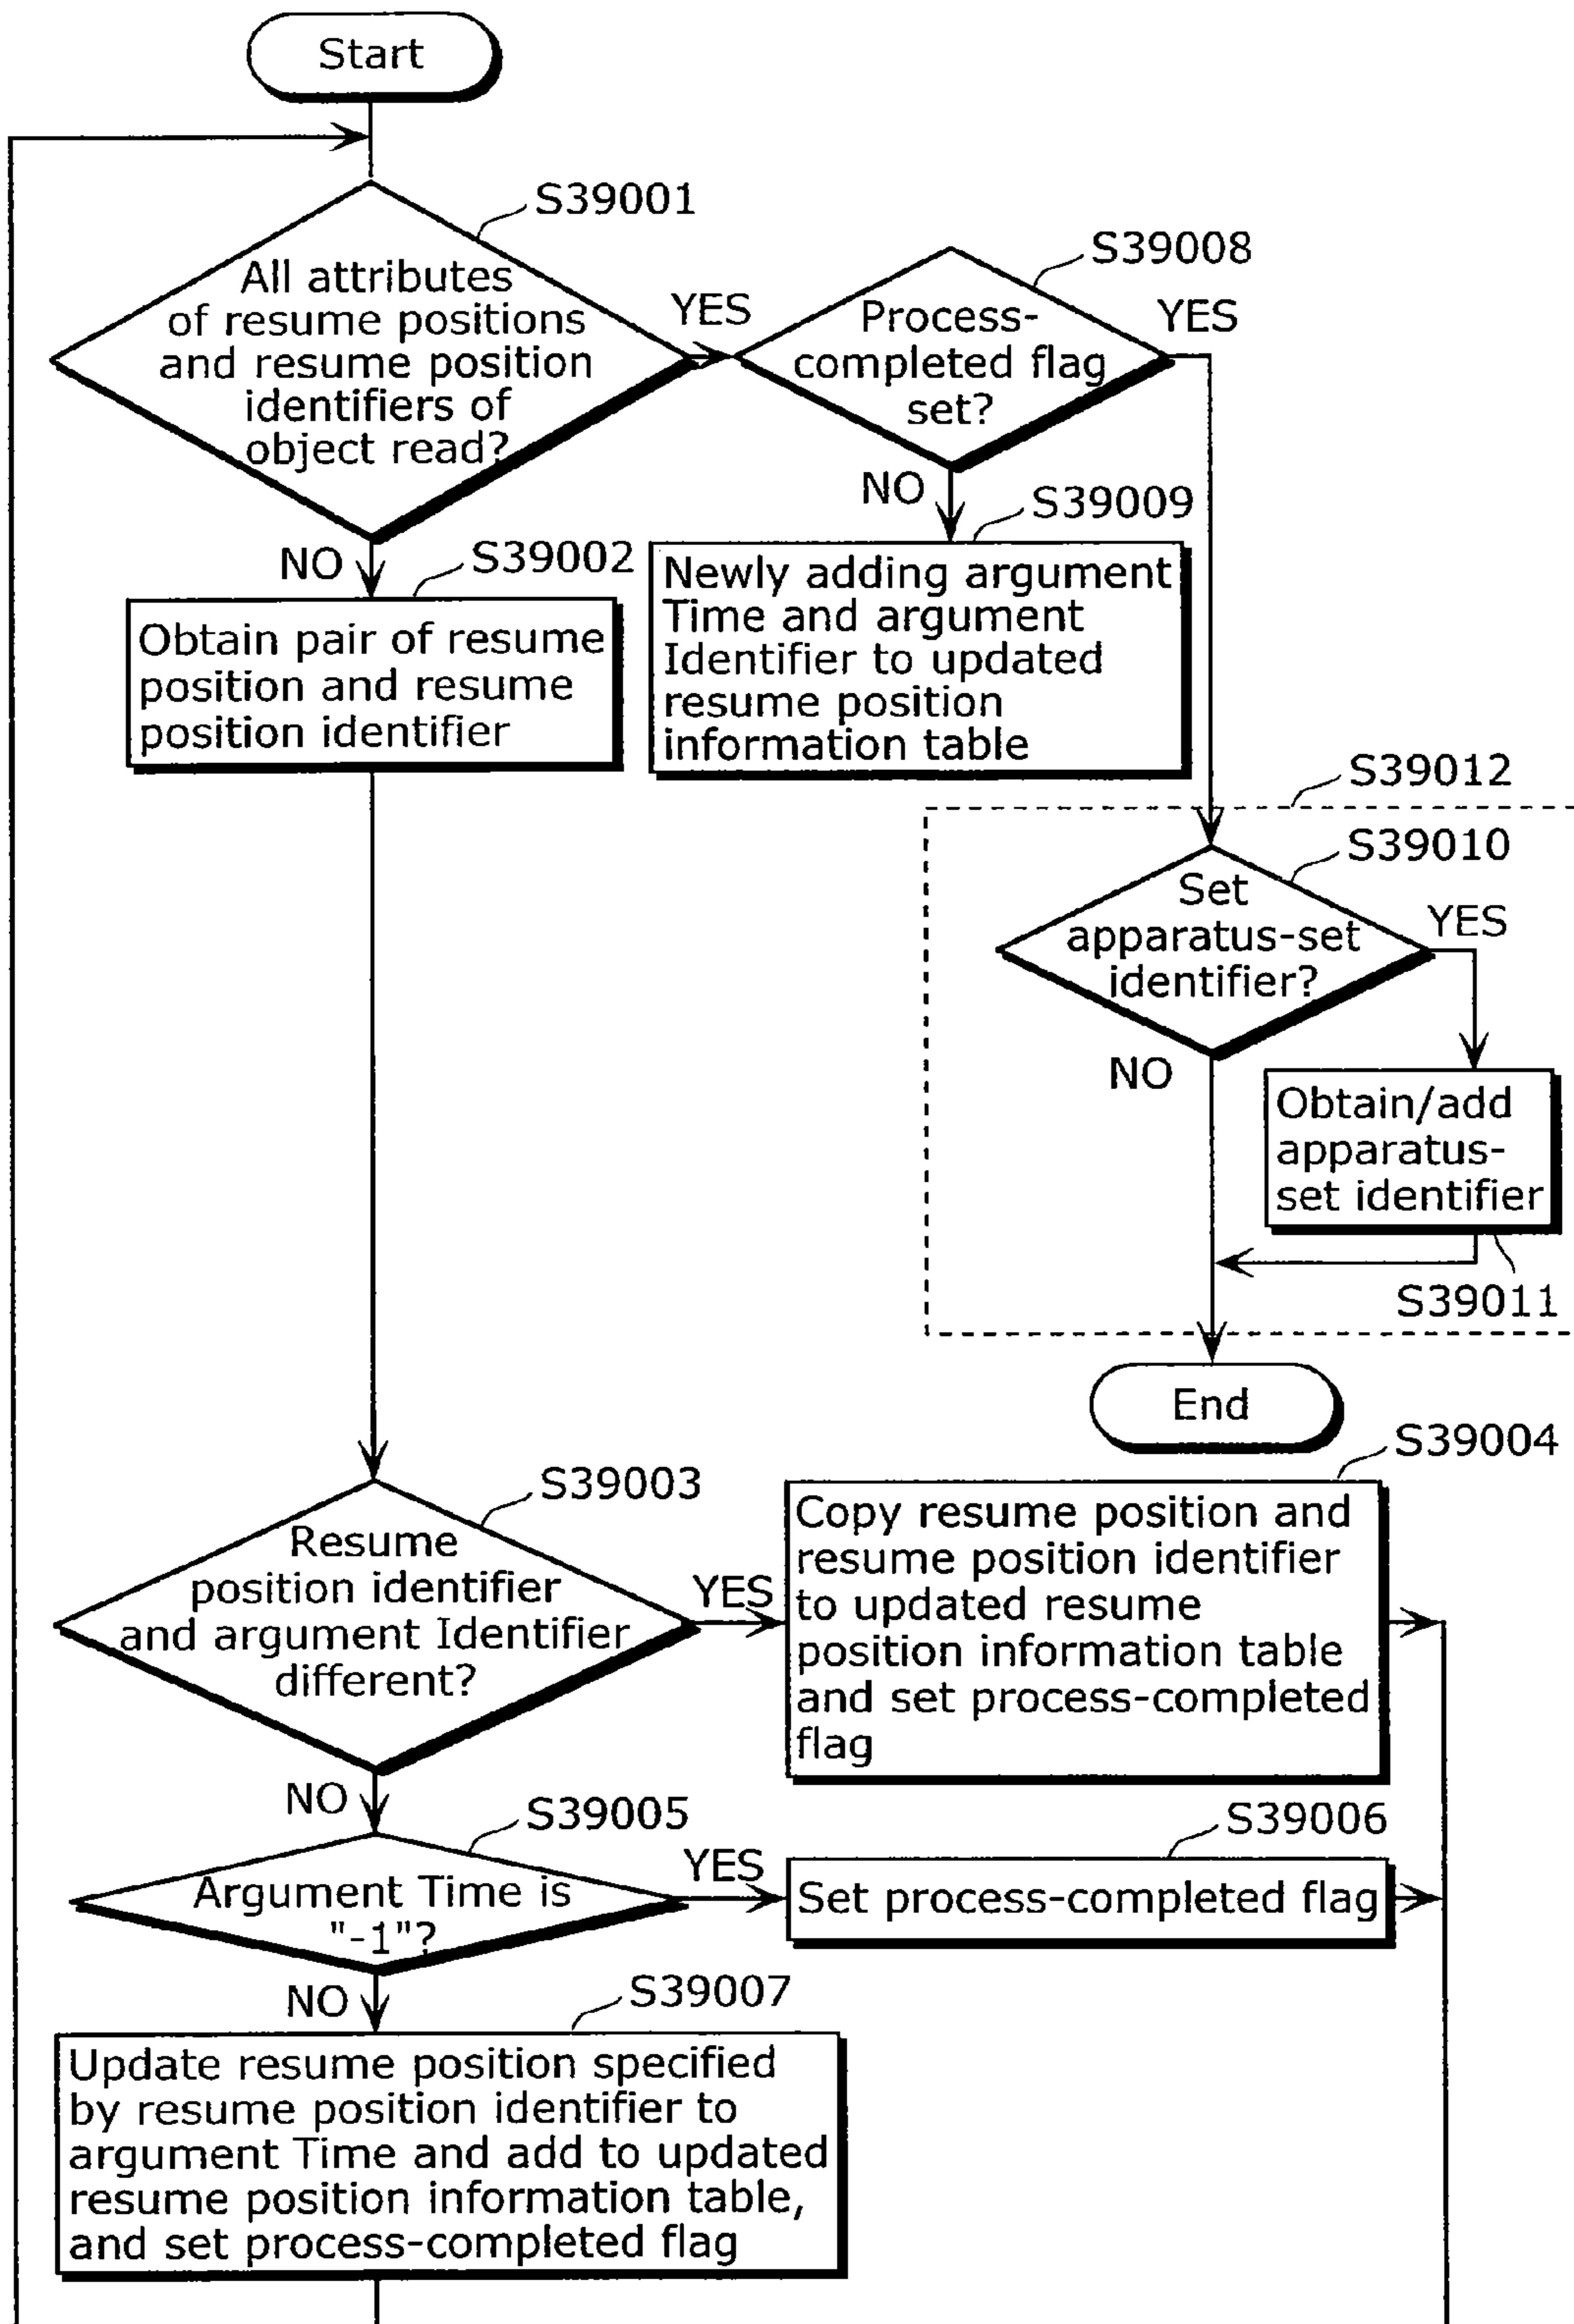 Start
S39001
All attributes
of resume positions
and resume position
identifiers of
object read?
YES
NO
S39008
Process-
completed flag
set?
YES
NO
S39002
Obtain pair of resume
position and resume
position identifier
S39009
Newly adding argument
Time and argument
Identifier to updated
resume position
information table
S39012
S39010
Set
apparatus-set
identifier?
YES
NO
Obtain/add
apparatus-
set identifier
S39011
End
S39003
Resume
position identifier
and argument Identifier
different?
YES
NO
S39004
Copy resume position and
resume position identifier
to updated resume
position information table
and set process-completed
flag
S39005
Argument Time is
"-1"?
YES
NO
S39006
Set process-completed flag
S39007
Update resume position specified
by resume position identifier to
argument Time and add to updated
resume position information table,
and set process-completed flag